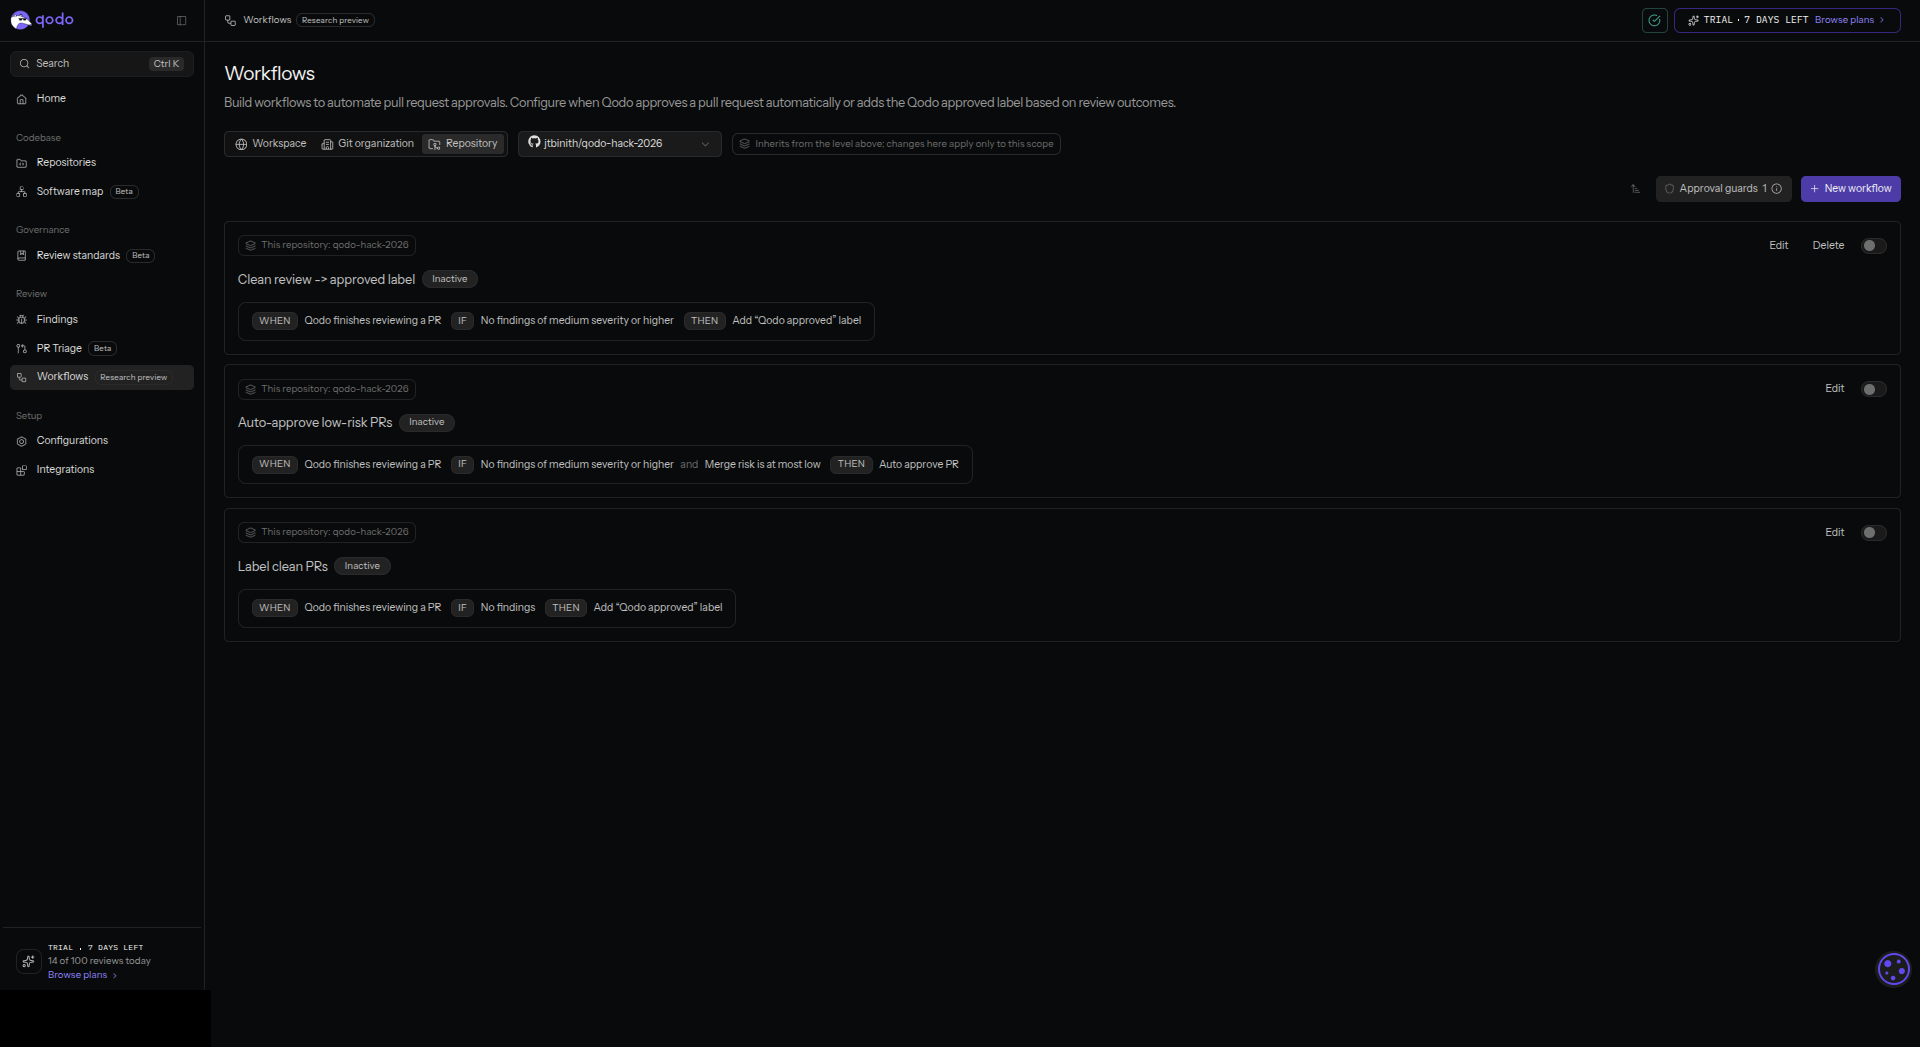 qodo
Search Ctrl K
Home
Codebase
Repositories
Software map Beta
Governance
Review standards Beta
Review
Findings
PR Triage Beta
Workflows Research preview
Setup
Configurations
Integrations
TRIAL · 7 DAYS LEFT
14 of 100 reviews today
Browse plans >
Workflows Research preview
TRIAL · 7 DAYS LEFT Browse plans >
Workflows
Build workflows to automate pull request approvals. Configure when Qodo approves a pull request automatically or adds the Qodo approved label based on review outcomes.
Workspace Git organization Repository jtbinith/qodo-hack-2026 Inherits from the level above; changes here apply only to this scope
Approval guards 1 + New workflow
This repository: qodo-hack-2026 Edit Delete
Clean review -> approved label Inactive
WHEN Qodo finishes reviewing a PR IF No findings of medium severity or higher THEN Add “Qodo approved” label
This repository: qodo-hack-2026 Edit
Auto-approve low-risk PRs Inactive
WHEN Qodo finishes reviewing a PR IF No findings of medium severity or higher and Merge risk is at most low THEN Auto approve PR
This repository: qodo-hack-2026 Edit
Label clean PRs Inactive
WHEN Qodo finishes reviewing a PR IF No findings THEN Add “Qodo approved” label